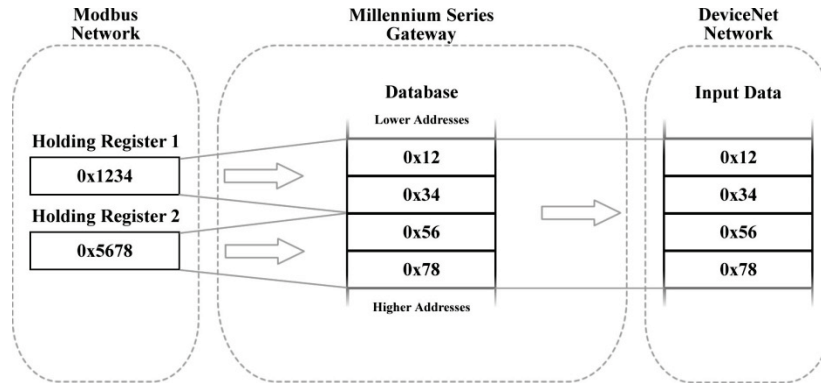 Modbus
Network
Millennium Series
Gateway
DeviceNet
Network
Database
Input Data
Lower Addresses
Holding Register 1
0x1234
Holding Register 2
0x5678
0x12
0x34
0x56
0x78
Higher Addresses
0x12
0x34
0x56
0x78